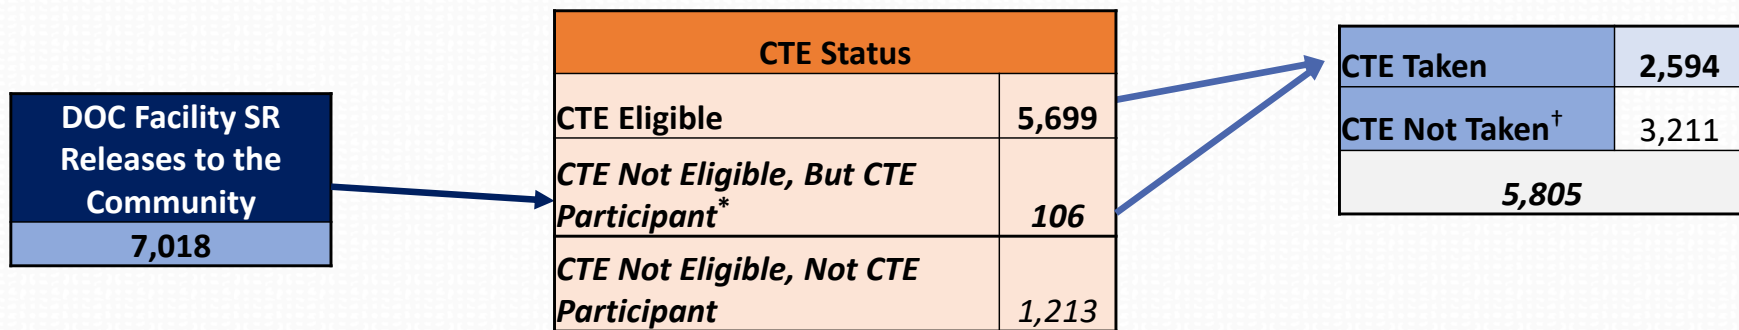 DOC Facility SR
Releases to the
Community
7,018
CTE Status
CTE Eligible 5,699
CTE Not Eligible, But CTE
Participant* 106
CTE Not Eligible, Not CTE
Participant 1,213
CTE Taken 2,594
CTE Not Taken† 3,211
5,805